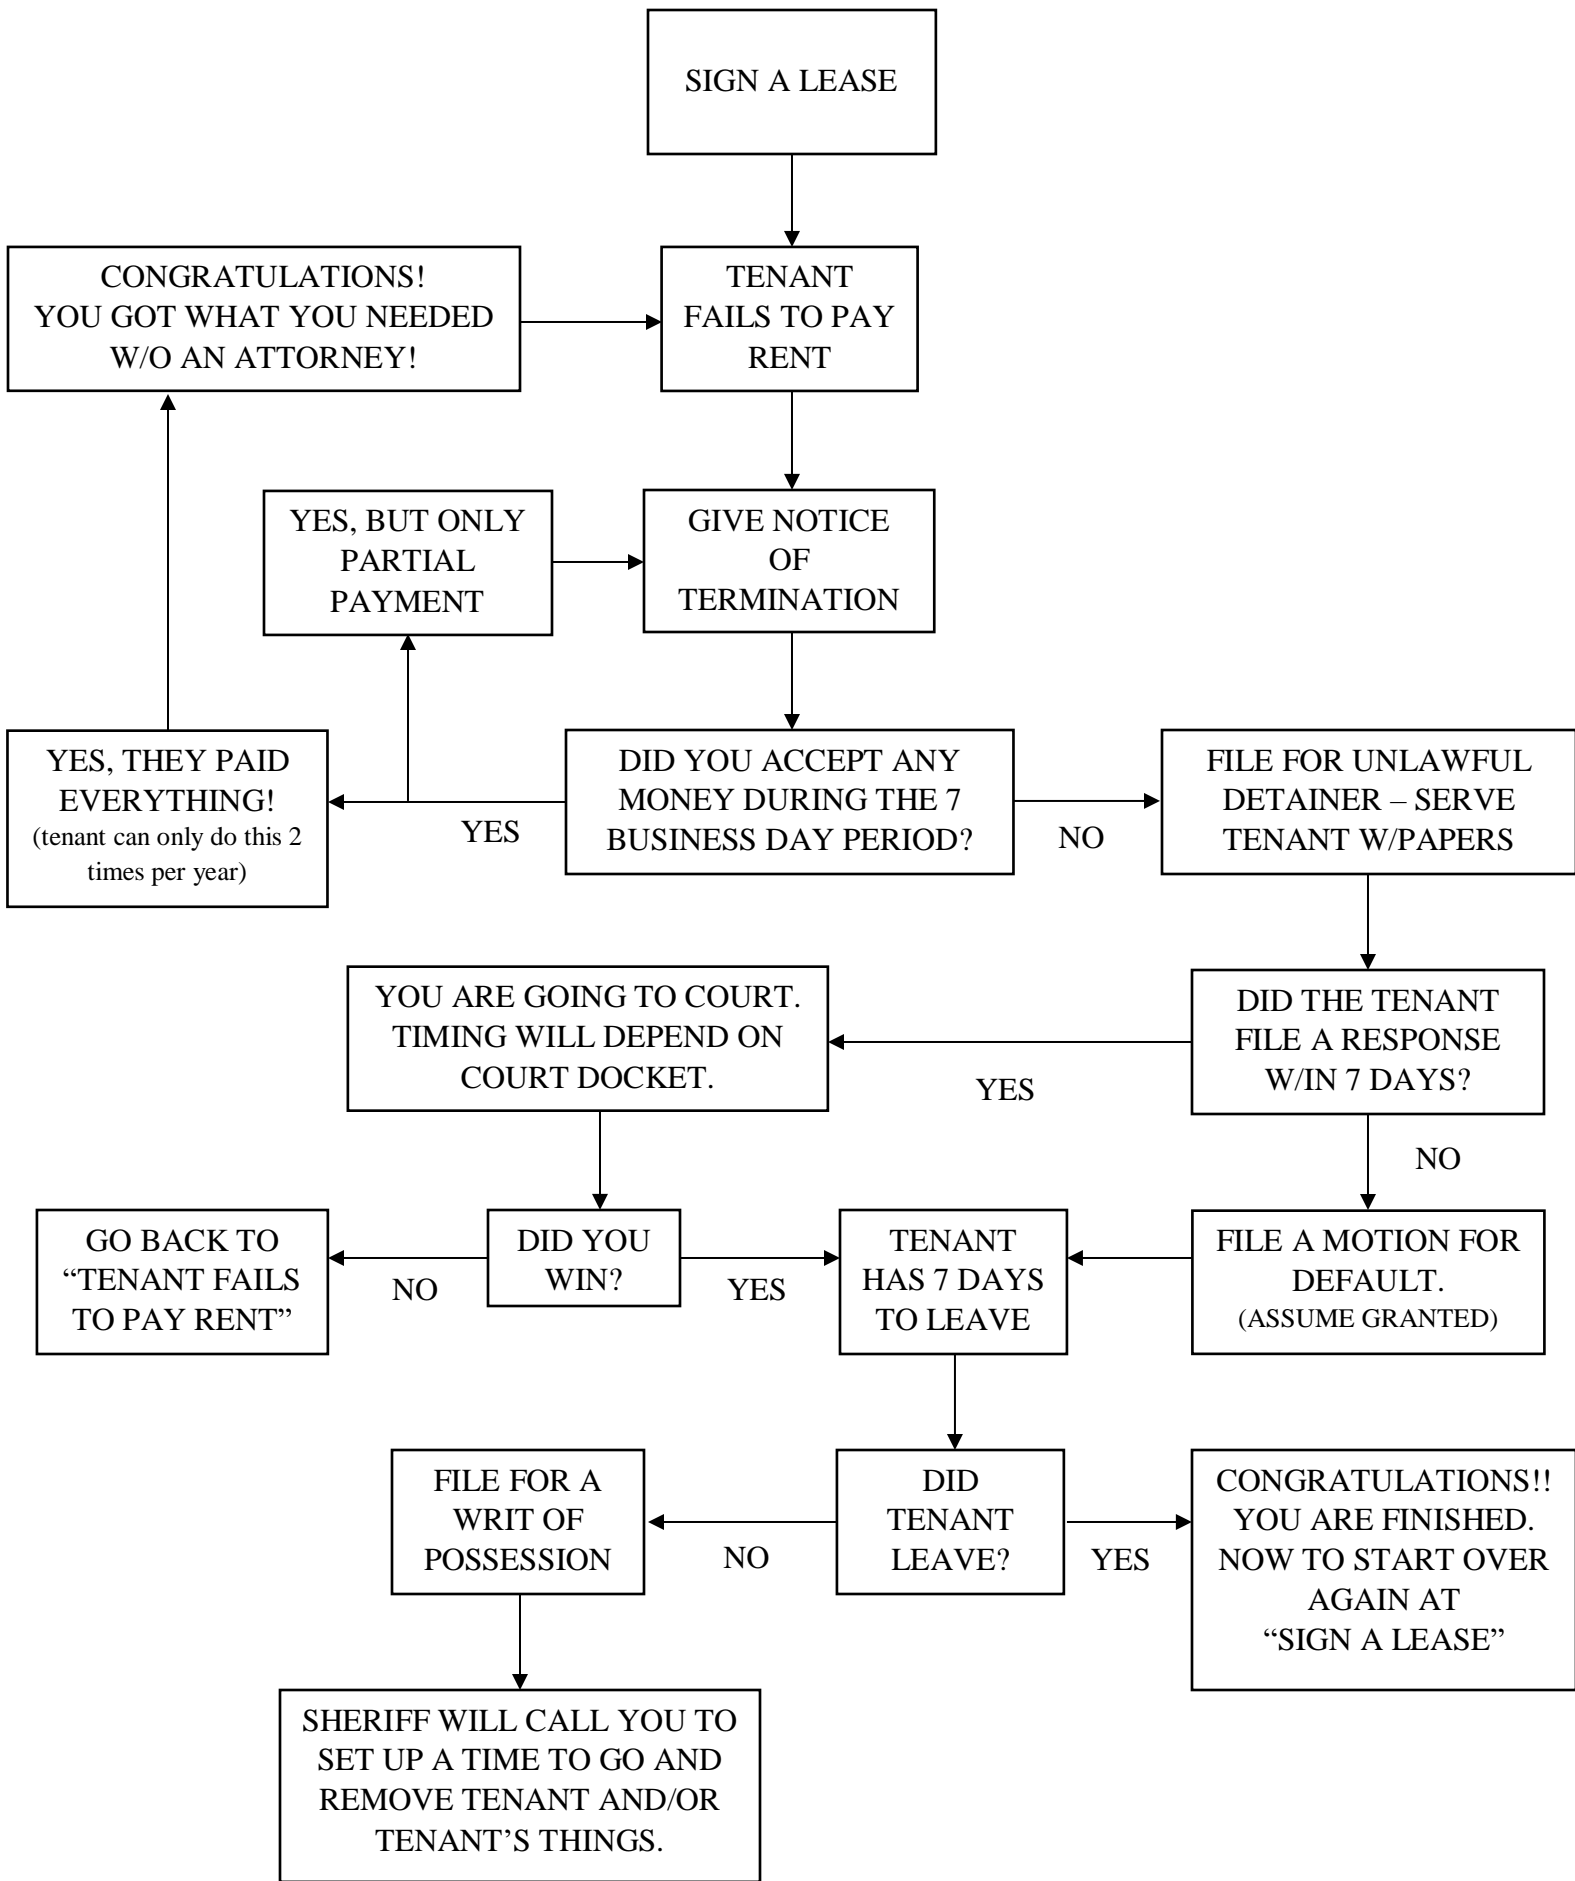 SIGN A LEASE
CONGRATULATIONS!
YOU GOT WHAT YOU NEEDED
W/O AN ATTORNEY!
TENANT
FAILS TO PAY
RENT
YES, BUT ONLY
PARTIAL
PAYMENT
GIVE NOTICE
OF
TERMINATION
YES, THEY PAID
EVERYTHING!
(tenant can only do this 2
times per year)
YES
DID YOU ACCEPT ANY
MONEY DURING THE 7
BUSINESS DAY PERIOD?
NO
FILE FOR UNLAWFUL
DETAINER – SERVE
TENANT W/PAPERS
YOU ARE GOING TO COURT.
TIMING WILL DEPEND ON
COURT DOCKET.
YES
DID THE TENANT
FILE A RESPONSE
W/IN 7 DAYS?
NO
GO BACK TO
“TENANT FAILS
TO PAY RENT”
NO
DID YOU
WIN?
YES
TENANT
HAS 7 DAYS
TO LEAVE
FILE A MOTION FOR
DEFAULT.
(ASSUME GRANTED)
FILE FOR A
WRIT OF
POSSESSION
NO
DID
TENANT
LEAVE?
YES
CONGRATULATIONS!!
YOU ARE FINISHED.
NOW TO START OVER
AGAIN AT
“SIGN A LEASE”
SHERIFF WILL CALL YOU TO
SET UP A TIME TO GO AND
REMOVE TENANT AND/OR
TENANT’S THINGS.